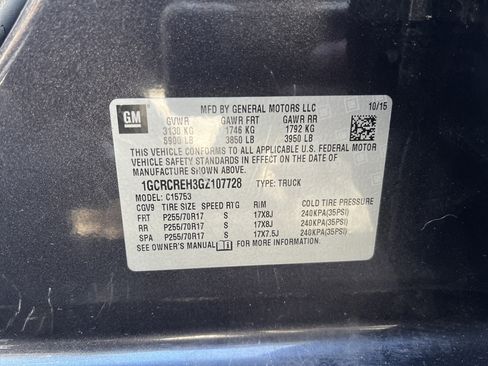 GM
MFD BY GENERAL MOTORS LLC 10/15
GVWR GAWR FRT GAWR RR
3130 KG 1746 KG 1792 KG
5900 LB 3850 LB 3950 LB
THIS VEHICLE CONFORMS TO ALL APPLICABLE U.S. FEDERAL MOTOR
VEHICLE SAFETY STANDARDS IN EFFECT ON THE DATE OF
MANUFACTURE SHOWN ABOVE.
1GCRCREH3GZ107728 TYPE: TRUCK
MODEL: C15753
CGV9 TIRE SIZE SPEED RTG RIM COLD TIRE PRESSURE
FRT P255/70R17 S 17X8J 240KPA(35PSI)
RR P255/70R17 S 17X8J 240KPA(35PSI)
SPA P255/70R17 S 17X7.5J 240KPA(35PSI)
SEE OWNER'S MANUAL i FOR MORE INFORMATION.